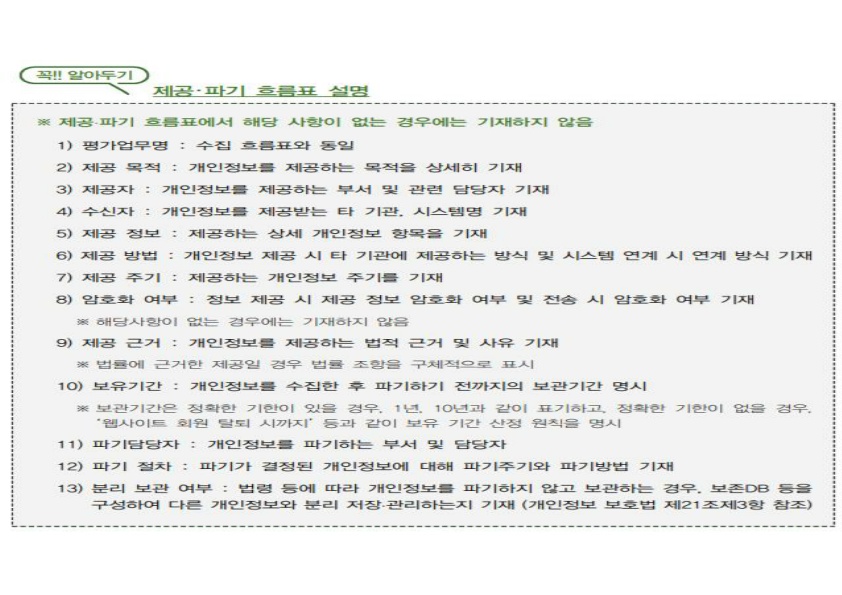 꼭!! 알아두기
제공·파기 흐름표 설명
※ 제공·파기 흐름표에서 해당 사항이 없는 경우에는 기재하지 않음
1) 평가업무명 : 수집 흐름표와 동일
2) 제공 목적 : 개인정보를 제공하는 목적을 상세히 기재
3) 제공자 : 개인정보를 제공하는 부서 및 관련 담당자 기재
4) 수신자 : 개인정보를 제공받는 타 기관, 시스템명 기재
5) 제공 정보 : 제공하는 상세 개인정보 항목을 기재
6) 제공 방법 : 개인정보 제공 시 타 기관에 제공하는 방식 및 시스템 연계 시 연계 방식 기재
7) 제공 주기 : 제공하는 개인정보 주기를 기재
8) 암호화 여부 : 정보 제공 시 제공 정보 암호화 여부 및 전송 시 암호화 여부 기재
※ 해당사항이 없는 경우에는 기재하지 않음
9) 제공 근거 : 개인정보를 제공하는 법적 근거 및 사유 기재
※ 법률에 근거한 제공일 경우 법률 조항을 구체적으로 표시
10) 보유기간 : 개인정보를 수집한 후 파기하기 전까지의 보관기간 명시
※ 보관기간은 정확한 기한이 있을 경우, 1년, 10년과 같이 표기하고, 정확한 기한이 없을 경우,
'웹사이트 회원 탈퇴 시까지' 등과 같이 보유 기간 산정 원칙을 명시
11) 파기담당자 : 개인정보를 파기하는 부서 및 담당자
12) 파기 절차 : 파기가 결정된 개인정보에 대해 파기주기와 파기방법 기재
13) 분리 보관 여부 : 법령 등에 따라 개인정보를 파기하지 않고 보관하는 경우, 보존DB 등을
구성하여 다른 개인정보와 분리 저장·관리하는지 기재 (개인정보 보호법 제21조제3항 참조)